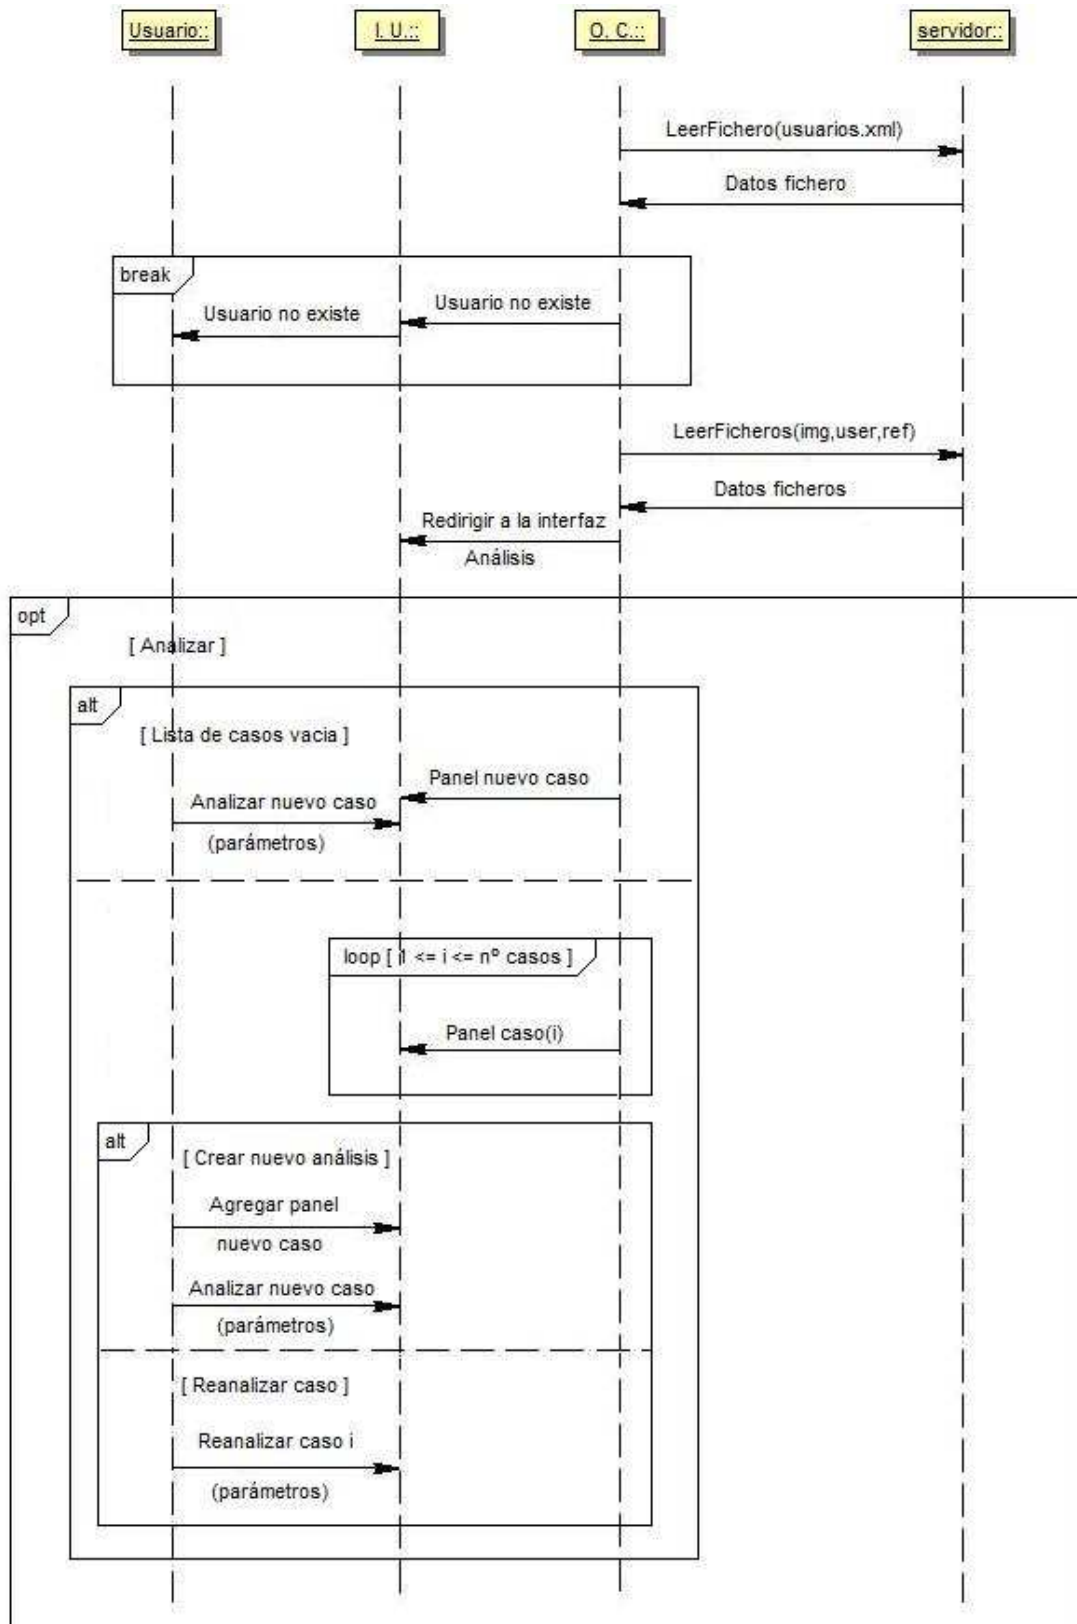 Usuario::
I. U.::
O. C.::
servidor::
LeerFichero(usuarios.xml)
Datos fichero
break
Usuario no existe
Usuario no existe
LeerFicheros(img,user,ref)
Datos ficheros
Redirigir a la interfaz
Análisis
opt
[ Analizar ]
alt
[ Lista de casos vacia ]
Panel nuevo caso
Analizar nuevo caso
(parámetros)
loop [ 1 <= i <= nº casos ]
Panel caso(i)
alt
[ Crear nuevo análisis ]
Agregar panel
nuevo caso
Analizar nuevo caso
(parámetros)
[ Reanalizar caso ]
Reanalizar caso i
(parámetros)